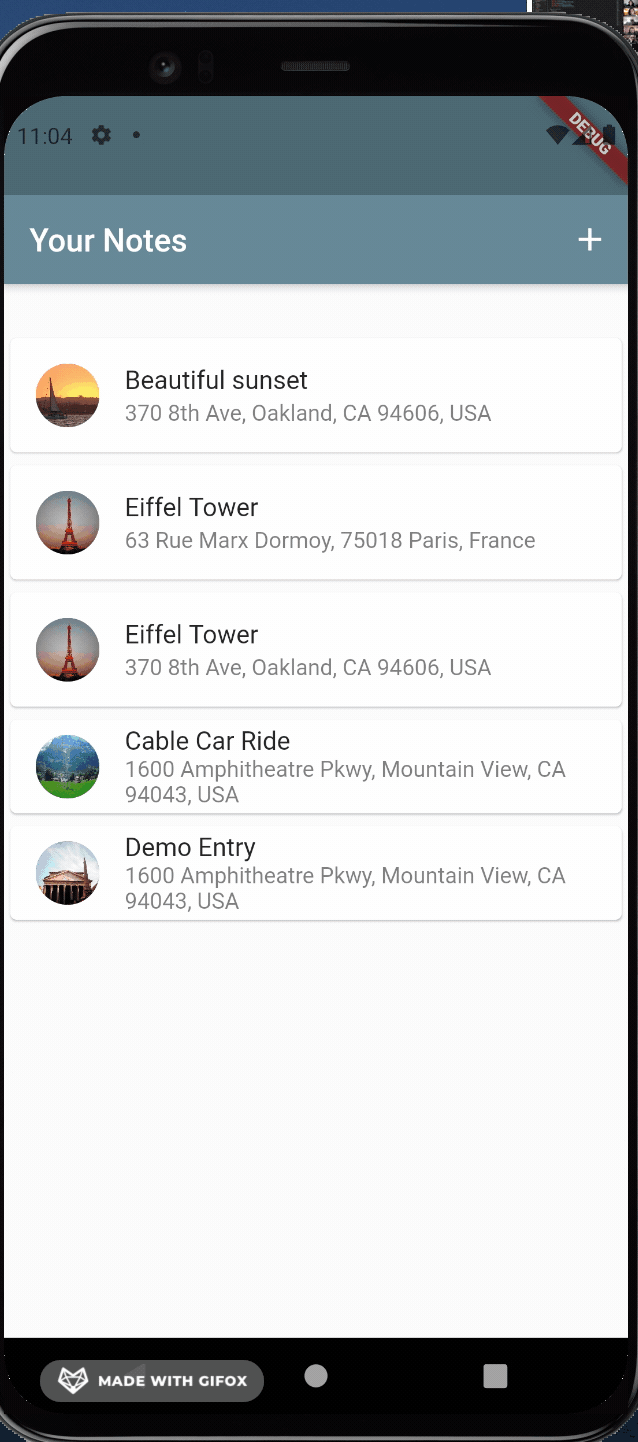 11:04
DEBUG
Your Notes
Beautiful sunset
370 8th Ave, Oakland, CA 94606, USA
Eiffel Tower
63 Rue Marx Dormoy, 75018 Paris, France
Eiffel Tower
370 8th Ave, Oakland, CA 94606, USA
Cable Car Ride
1600 Amphitheatre Pkwy, Mountain View, CA
94043, USA
Demo Entry
1600 Amphitheatre Pkwy, Mountain View, CA
94043, USA
MADE WITH GIFOX